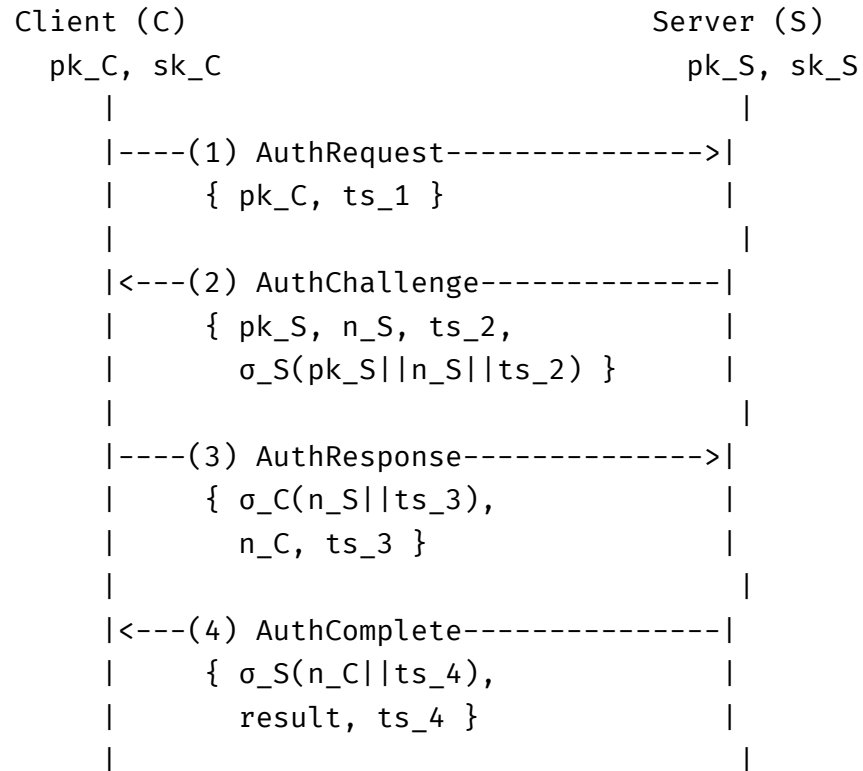 Client (C)                              Server (S)
  pk_C, sk_C                              pk_S, sk_S
     |                                       |
     |----(1) AuthRequest--------------->|
     |     { pk_C, ts_1 }                |
     |                                       |
     |<---(2) AuthChallenge--------------|
     |     { pk_S, n_S, ts_2,            |
     |       σ_S(pk_S||n_S||ts_2) }      |
     |                                       |
     |----(3) AuthResponse-------------->|
     |     { σ_C(n_S||ts_3),             |
     |       n_C, ts_3 }                 |
     |                                       |
     |<---(4) AuthComplete---------------|
     |     { σ_S(n_C||ts_4),             |
     |       result, ts_4 }              |
     |                                       |